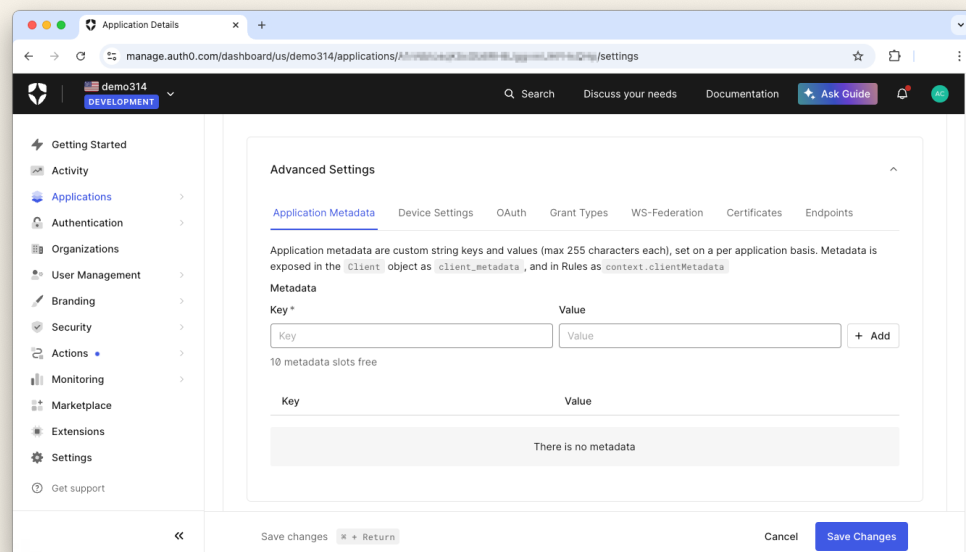 Application Details
manage.auth0.com/dashboard/us/demo314/applications/
/settings
demo314
DEVELOPMENT
Search
Discuss your needs
Documentation
Ask Guide
AC
Getting Started
Activity
Applications
Authentication
Organizations
User Management
Branding
Security
Actions
Monitoring
Marketplace
Extensions
Settings
Get support
Advanced Settings
Application Metadata
Device Settings
OAuth
Grant Types
WS-Federation
Certificates
Endpoints
Application metadata are custom string keys and values (max 255 characters each), set on a per application basis. Metadata is
exposed in the Client object as client_metadata , and in Rules as context.clientMetadata
Metadata
Key *
Value
Key
Value
+ Add
10 metadata slots free
Key
Value
There is no metadata
Save changes ⌘ + Return
Cancel
Save Changes